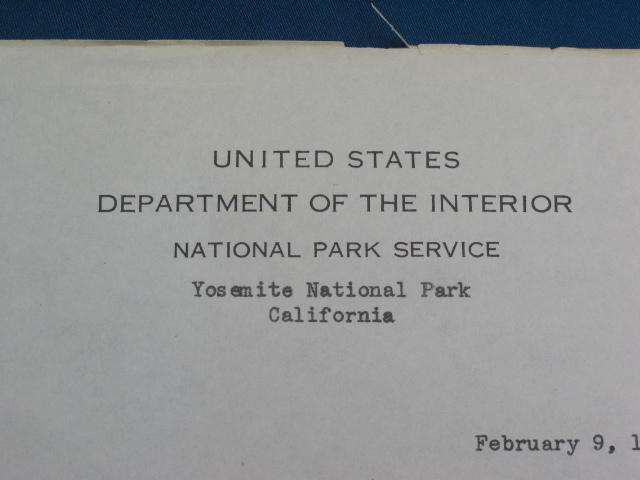 UNITED STATES
DEPARTMENT OF THE INTERIOR
NATIONAL PARK SERVICE
Yosemite National Park
California
February 9, 1